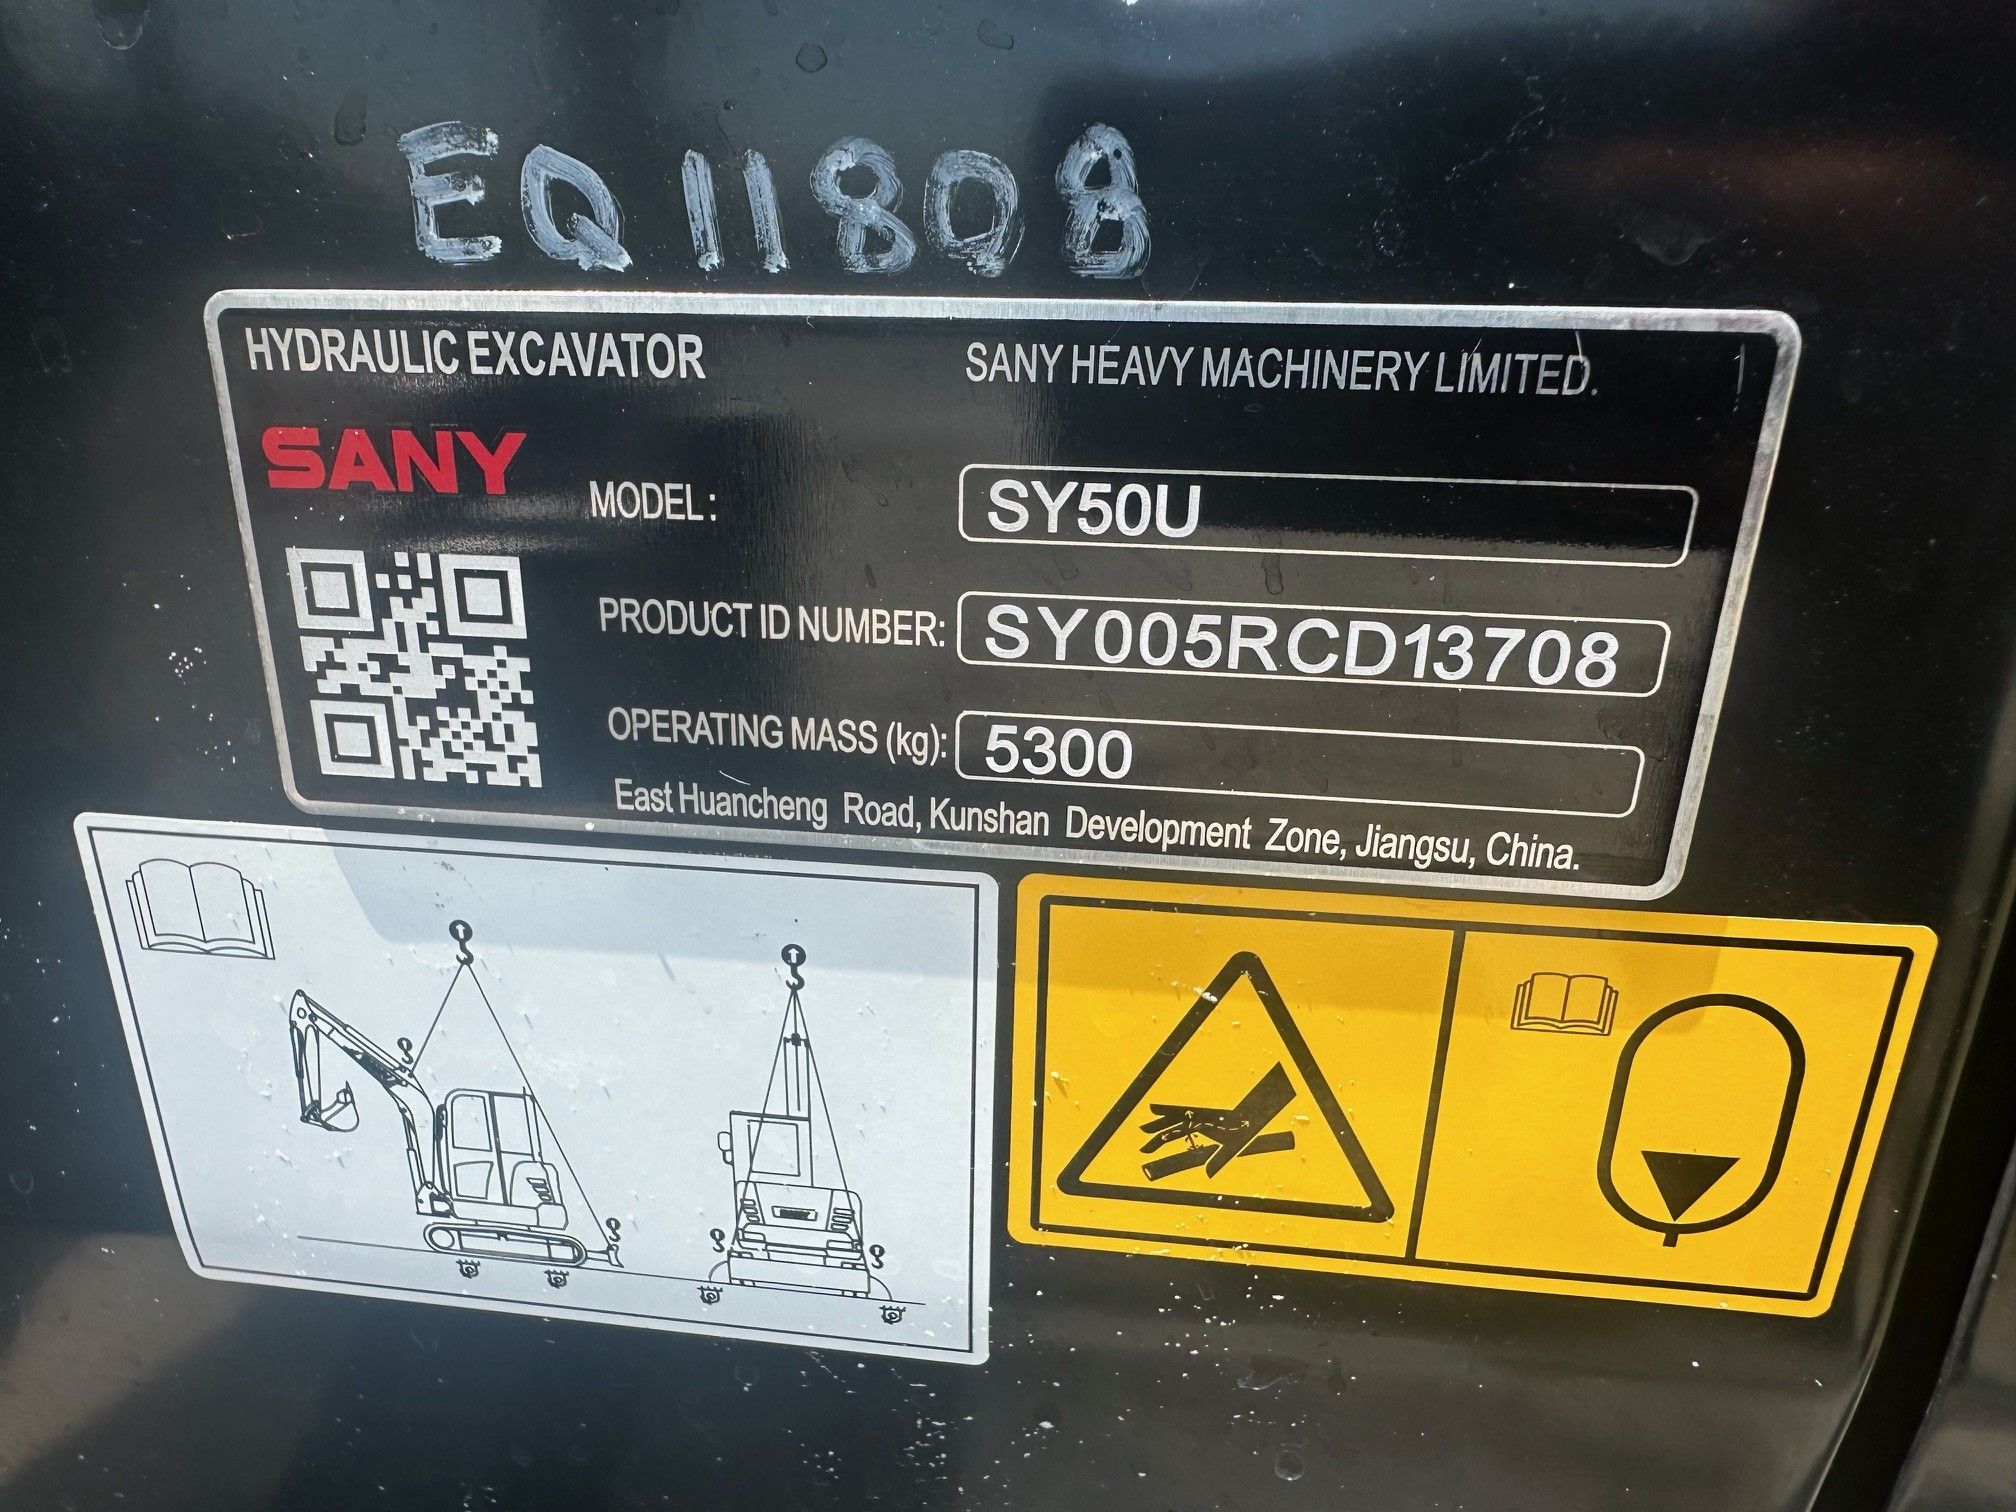 EQ11808
HYDRAULIC EXCAVATOR
SANY HEAVY MACHINERY LIMITED.
SANY
MODEL: SY50U
PRODUCT ID NUMBER: SY005RCD13708
OPERATING MASS (kg): 5300
East Huancheng Road, Kunshan Development Zone, Jiangsu, China.